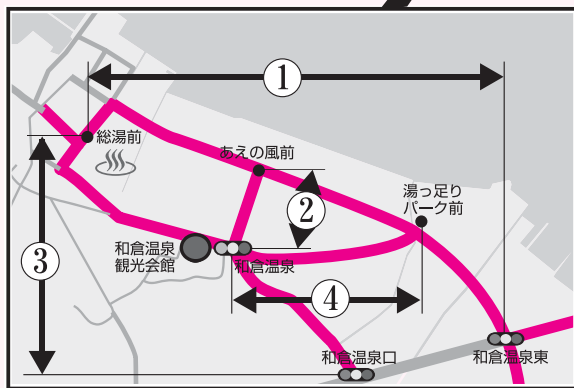 ①
総湯前
あえの風前
湯っ足り
パーク前
②
和倉温泉
観光会館
和倉温泉
③
④
和倉温泉口
和倉温泉東